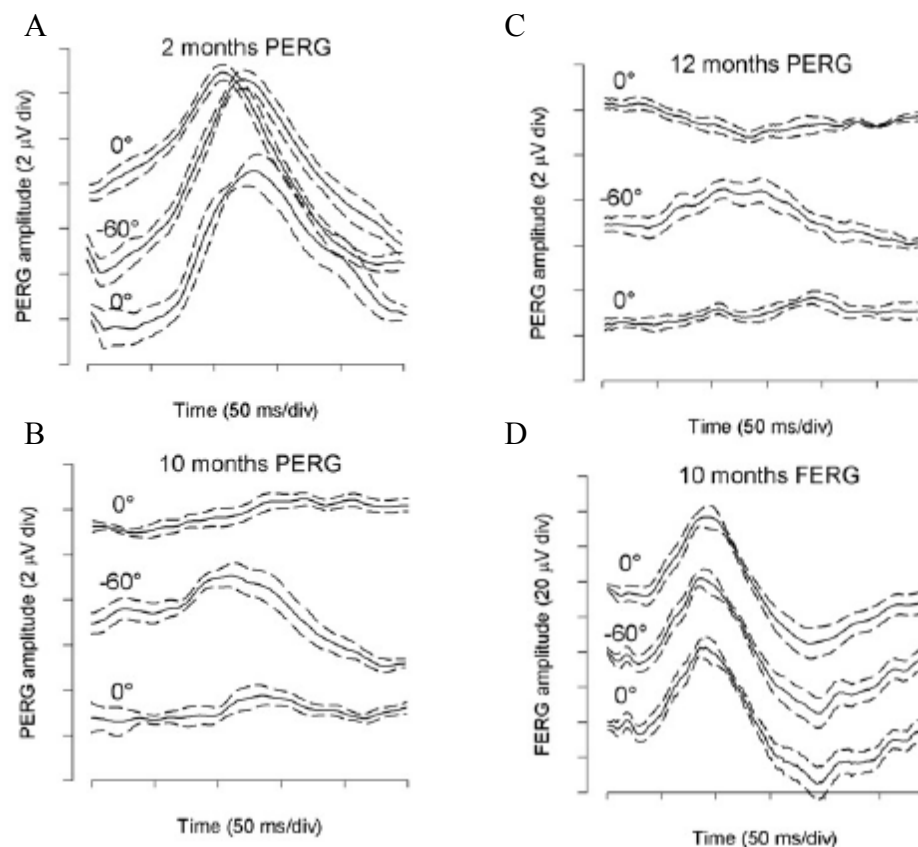 A
2 months PERG
PERG amplitude (2 µV div)
0°
-60°
0°
Time (50 ms/div)
B
10 months PERG
PERG amplitude (2 µV div)
0°
-60°
0°
Time (50 ms/div)
C
12 months PERG
PERG amplitude (2 µV div)
0°
-60°
0°
Time (50 ms/div)
D
10 months FERG
FERG amplitude (20 µV div)
0°
-60°
0°
Time (50 ms/div)